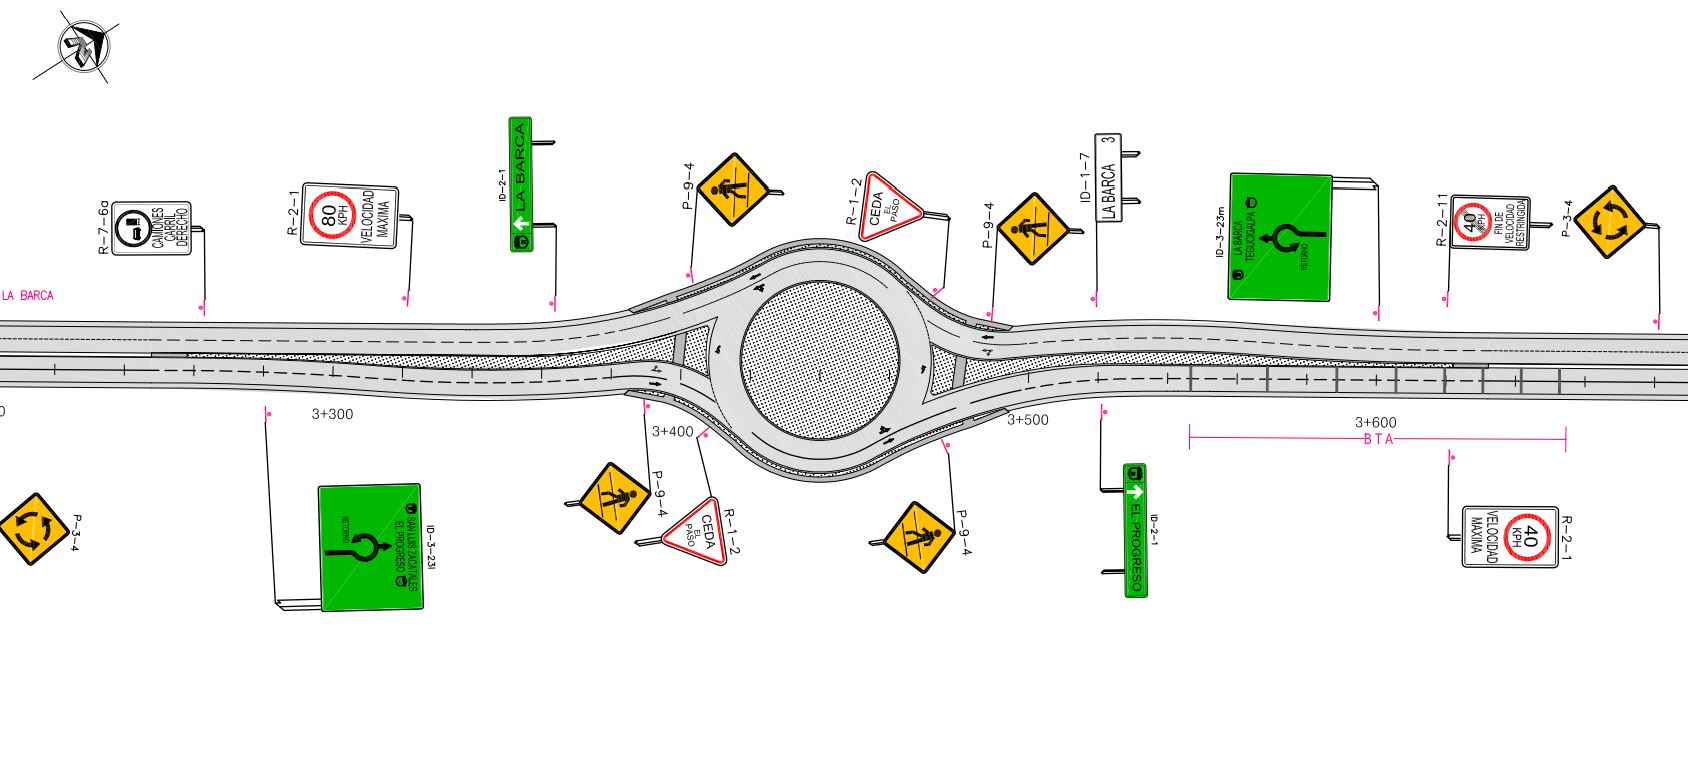 R-7-6a
CAMIONES
CARRIL
DERECHO
R-2-1
80
KPH
VELOCIDAD
MAXIMA
ID-2-1
LA BARCA
P-9-4
R-1-2
CEDA
EL
PASO
P-9-4
ID-1-7
LA BARCA 3
ID-3-23m
LA BARCA
TEGUCIGALPA
RETORNO
R-2-11
40
KPH
FIN DE
VELOCIDAD
RESTRINGIDA
P-3-4
LA BARCA
0
3+300
3+400
3+500
3+600
BTA
P-3-4
RETORNO
SAN LUIS ZACATALES
EL PROGRESO
ID-3-23I
P-9-4
CEDA
EL
PASO
R-1-2
P-9-4
EL PROGRESO
ID-2-1
40
KPH
VELOCIDAD
MAXIMA
R-2-1